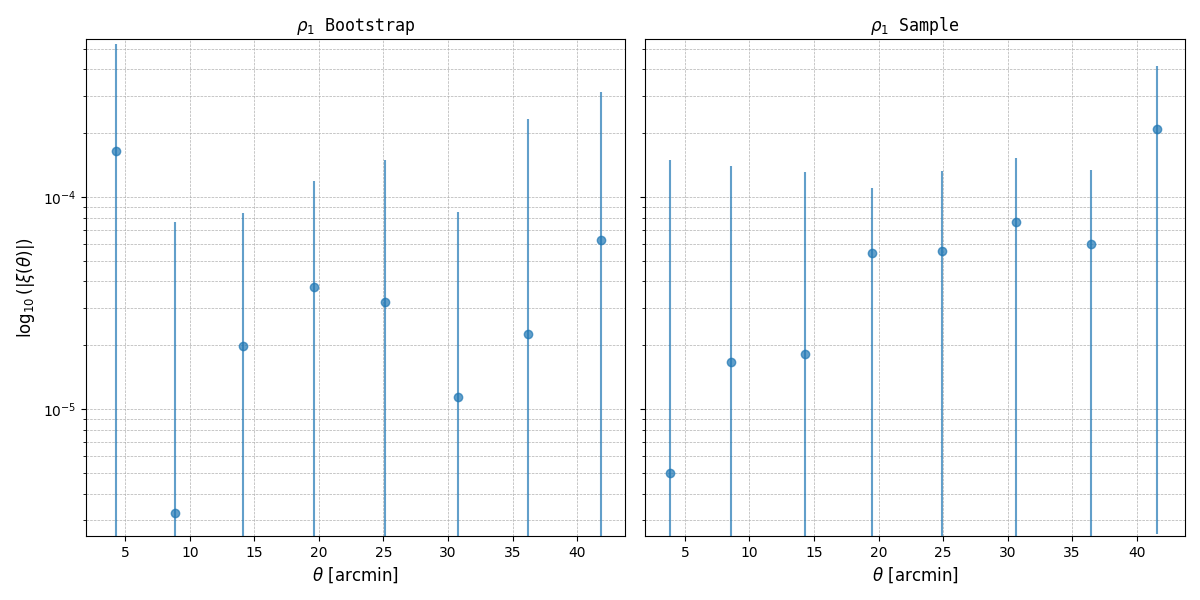 ρ₁ Bootstrap
ρ₁ Sample
log₁₀(|ξ(θ)|)
10⁻⁴
10⁻⁵
5 10 15 20 25 30 35 40
5 10 15 20 25 30 35 40
θ [arcmin]
θ [arcmin]